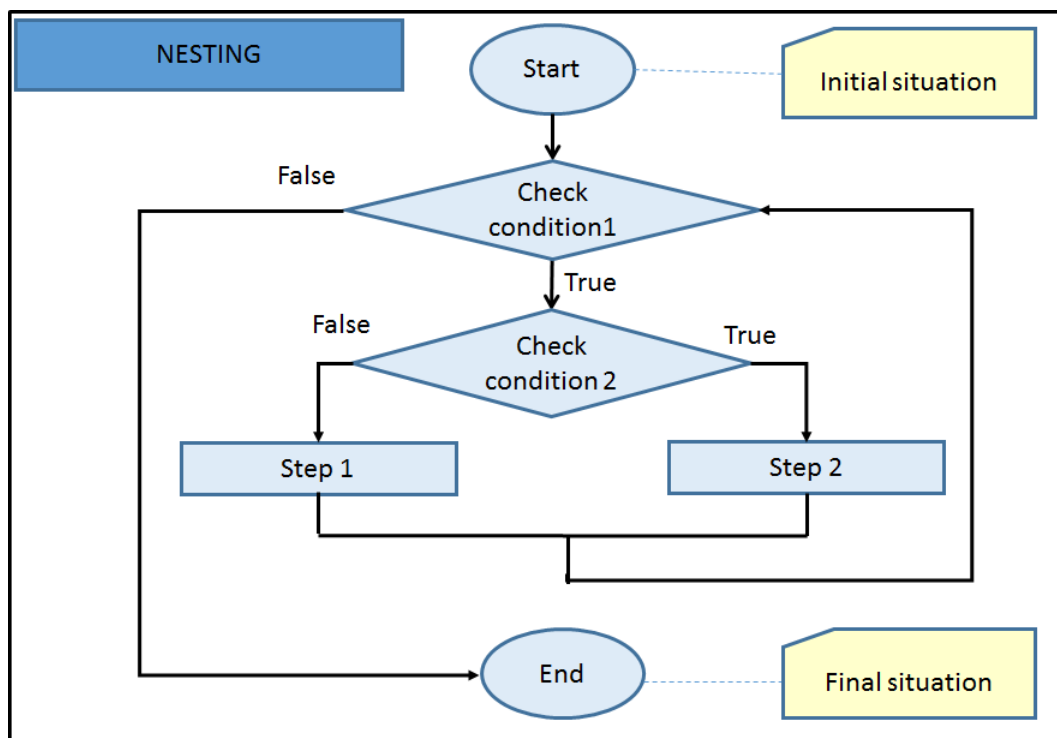 NESTING
Start
Initial situation
False
Check
condition1
True
False
True
Check
condition 2
Step 1
Step 2
End
Final situation